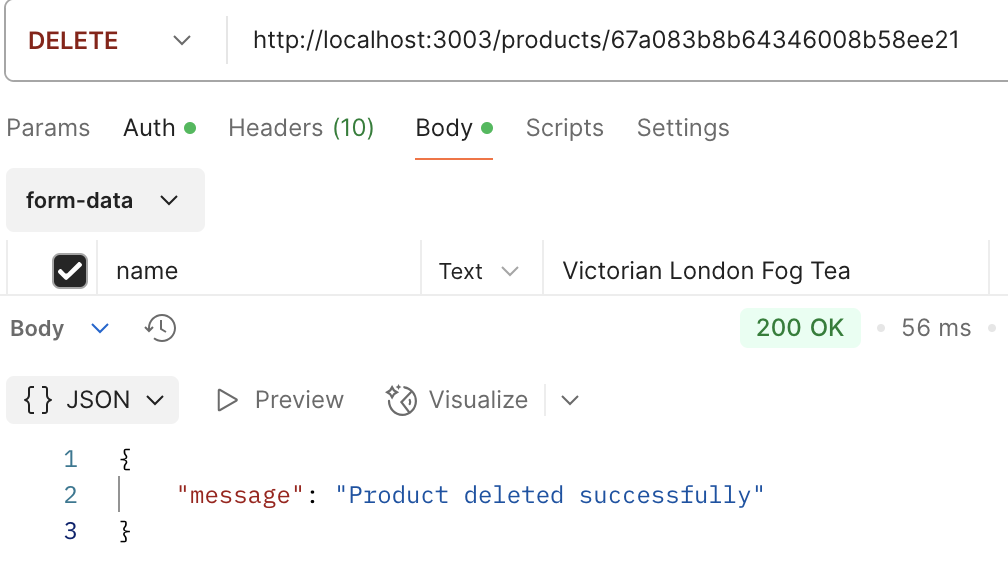 DELETE http://localhost:3003/products/67a083b8b64346008b58ee21
Params Auth Headers (10) Body Scripts Settings
form-data
name Text Victorian London Fog Tea
Body 200 OK 56 ms
{} JSON Preview Visualize
1 {
2 "message": "Product deleted successfully"
3 }